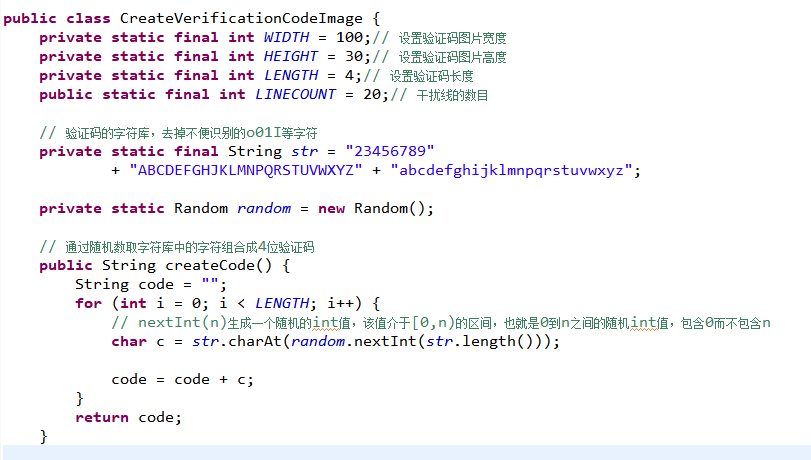 public class CreateVerificationCodeImage {
    private static final int WIDTH = 100;// 设置验证码图片宽度
    private static final int HEIGHT = 30;// 设置验证码图片高度
    private static final int LENGTH = 4;// 设置验证码长度
    public static final int LINECOUNT = 20;// 干扰线的数目
    // 验证码的字符库，去掉不便识别的o01I等字符
    private static final String str = "23456789"
            + "ABCDEFGHJKLMNPQRSTUVWXYZ" + "abcdefghijklmnpqrstuvwxyz";
    private static Random random = new Random();
    // 通过随机数取字符库中的字符组合成4位验证码
    public String createCode() {
        String code = "";
        for (int i = 0; i < LENGTH; i++) {
            // nextInt(n)生成一个随机的int值，该值介于[0,n)的区间，也就是0到n之间的随机int值，包含0而不包含n
            char c = str.charAt(random.nextInt(str.length()));
            code = code + c;
        }
        return code;
    }